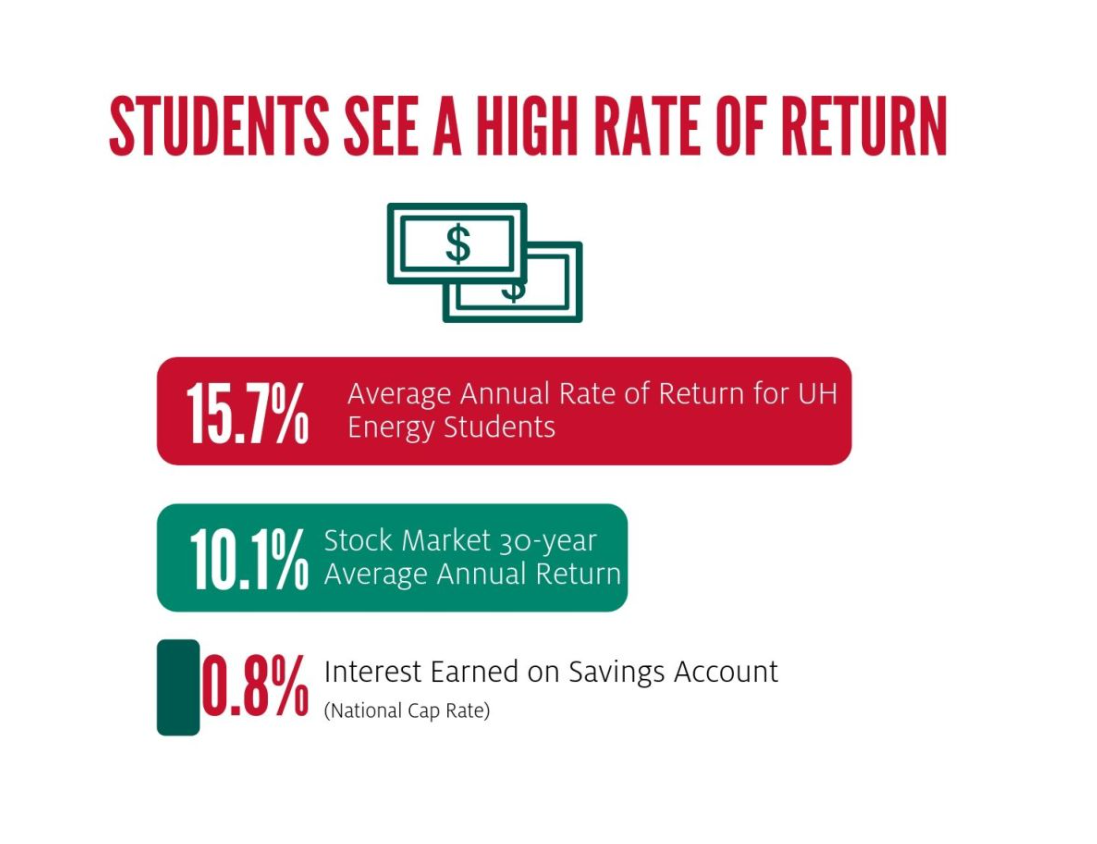 STUDENTS SEE A HIGH RATE OF RETURN
$
$
15.7%
Average Annual Rate of Return for UH
Energy Students
10.1%
Stock Market 30-year
Average Annual Return
0.8%
Interest Earned on Savings Account
(National Cap Rate)